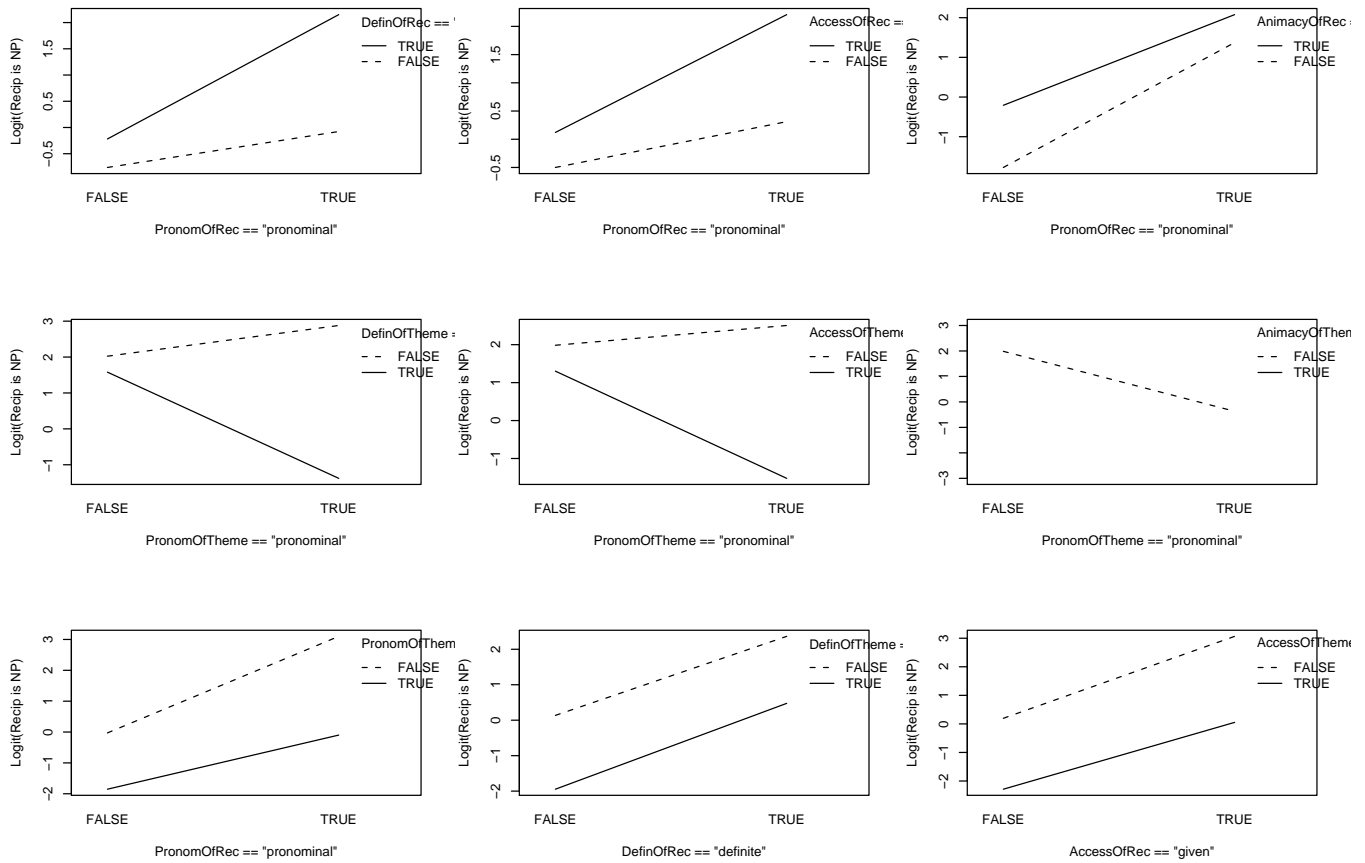 Logit(Recip is NP)
1.5
0.5
−0.5
DefinOfRec == "
TRUE
FALSE
FALSE
TRUE
PronomOfRec == "pronominal"
Logit(Recip is NP)
1.5
0.5
−0.5
AccessOfRec ==
TRUE
FALSE
FALSE
TRUE
PronomOfRec == "pronominal"
Logit(Recip is NP)
2
1
0
−1
AnimacyOfRec =
TRUE
FALSE
FALSE
TRUE
PronomOfRec == "pronominal"
Logit(Recip is NP)
3
2
1
0
−1
DefinOfTheme =
FALSE
TRUE
FALSE
TRUE
PronomOfTheme == "pronominal"
Logit(Recip is NP)
2
1
0
−1
AccessOfTheme
FALSE
TRUE
FALSE
TRUE
PronomOfTheme == "pronominal"
Logit(Recip is NP)
3
2
1
0
−1
−3
AnimacyOfThem
FALSE
TRUE
FALSE
TRUE
PronomOfTheme == "pronominal"
Logit(Recip is NP)
3
2
1
0
−1
−2
PronomOfThem
FALSE
TRUE
FALSE
TRUE
PronomOfRec == "pronominal"
Logit(Recip is NP)
2
1
0
−1
−2
DefinOfTheme =
FALSE
TRUE
FALSE
TRUE
DefinOfRec == "definite"
Logit(Recip is NP)
3
2
1
0
−1
−2
AccessOfTheme
FALSE
TRUE
FALSE
TRUE
AccessOfRec == "given"